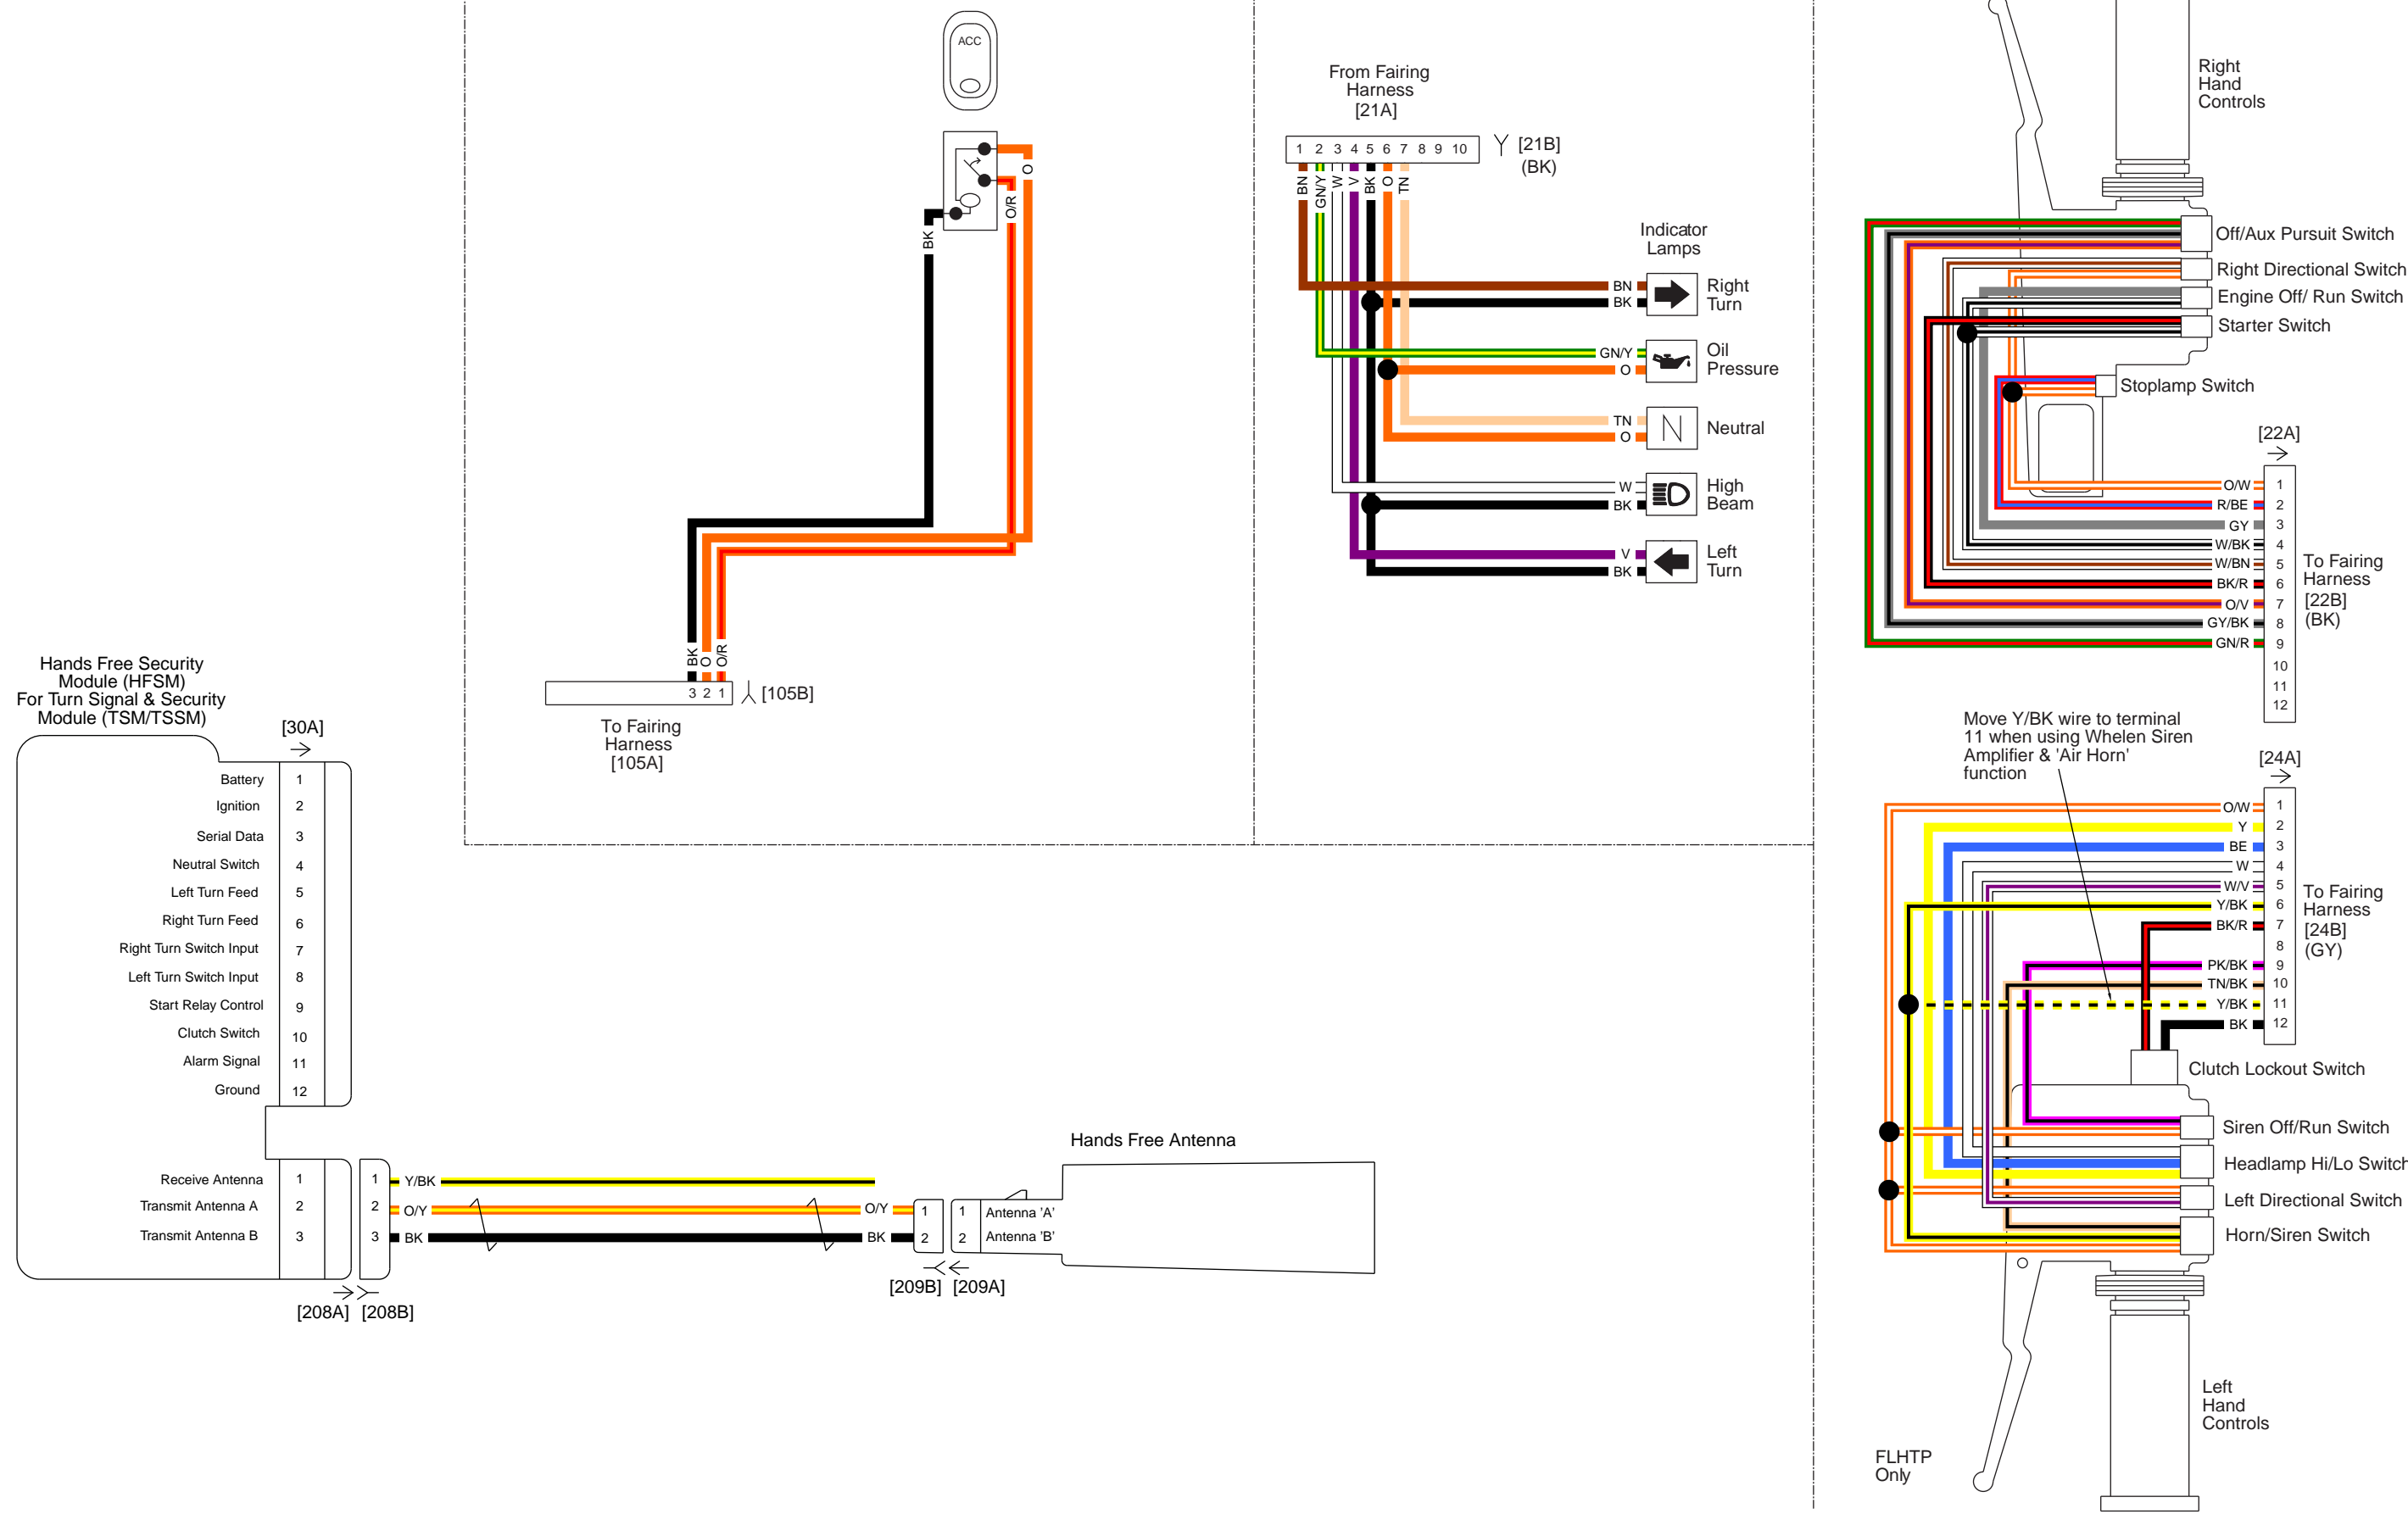 ACC
O
O/R
BK
BK
O
O/R
3 2 1
[105B]
To Fairing
Harness
[105A]
From Fairing
Harness
[21A]
1 2 3 4 5 6 7 8 9 10
[21B]
(BK)
BN
GN/Y
W
V
BK
O
TN
Indicator
Lamps
BN
BK
Right
Turn
GN/Y
O
Oil
Pressure
TN
O
N
Neutral
W
BK
High
Beam
V
BK
Left
Turn
Right
Hand
Controls
Off/Aux Pursuit Switch
Right Directional Switch
Engine Off/ Run Switch
Starter Switch
Stoplamp Switch
[22A]
O/W 1
R/BE 2
GY 3
W/BK 4
W/BN 5
BK/R 6
O/V 7
GY/BK 8
GN/R 9
10
11
12
To Fairing
Harness
[22B]
(BK)
Move Y/BK wire to terminal
11 when using Whelen Siren
Amplifier & 'Air Horn'
function
[24A]
O/W 1
Y 2
BE 3
W 4
W/V 5
Y/BK 6
BK/R 7
8
PK/BK 9
TN/BK 10
Y/BK 11
BK 12
To Fairing
Harness
[24B]
(GY)
Clutch Lockout Switch
Siren Off/Run Switch
Headlamp Hi/Lo Switch
Left Directional Switch
Horn/Siren Switch
Left
Hand
Controls
FLHTP
Only
Hands Free Security
Module (HFSM)
For Turn Signal & Security
Module (TSM/TSSM)
[30A]
Battery 1
Ignition 2
Serial Data 3
Neutral Switch 4
Left Turn Feed 5
Right Turn Feed 6
Right Turn Switch Input 7
Left Turn Switch Input 8
Start Relay Control 9
Clutch Switch 10
Alarm Signal 11
Ground 12
Receive Antenna 1 1 Y/BK
Transmit Antenna A 2 2 O/Y O/Y 1 1 Antenna 'A'
Transmit Antenna B 3 3 BK BK 2 2 Antenna 'B'
[208A] [208B]
[209B] [209A]
Hands Free Antenna